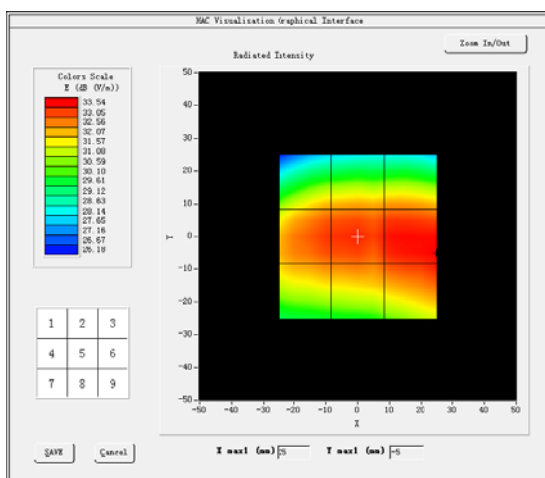 HAC Visualisation Graphical Interface
Zoom In/Out
Radiated Intensity
Colors Scale
E (dB (V/m))
33.54
33.05
32.56
32.07
31.57
31.08
30.59
30.10
29.61
29.12
28.63
28.14
27.65
27.16
26.67
26.18
50
40
30
20
10
0
-10
-20
-30
-40
-50
Y
-50 -40 -30 -20 -10 0 10 20 30 40 50
X
1 2 3
4 5 6
7 8 9
SAVE
Cancel
X max1 (mm) 25
Y max1 (mm) -5